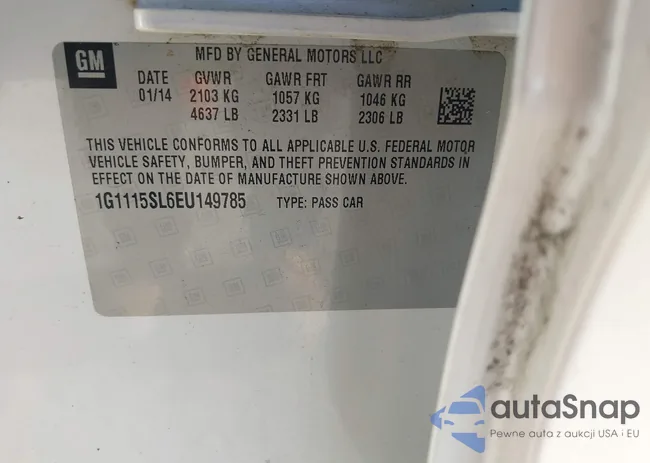 GM
MFD BY GENERAL MOTORS LLC
DATE GVWR GAWR FRT GAWR RR
01/14 2103 KG 1057 KG 1046 KG
4637 LB 2331 LB 2306 LB
THIS VEHICLE CONFORMS TO ALL APPLICABLE U.S. FEDERAL MOTOR
VEHICLE SAFETY, BUMPER, AND THEFT PREVENTION STANDARDS IN
EFFECT ON THE DATE OF MANUFACTURE SHOWN ABOVE.
1G1115SL6EU149785 TYPE: PASS CAR
autaSnap
Pewne auta z aukcji USA i EU